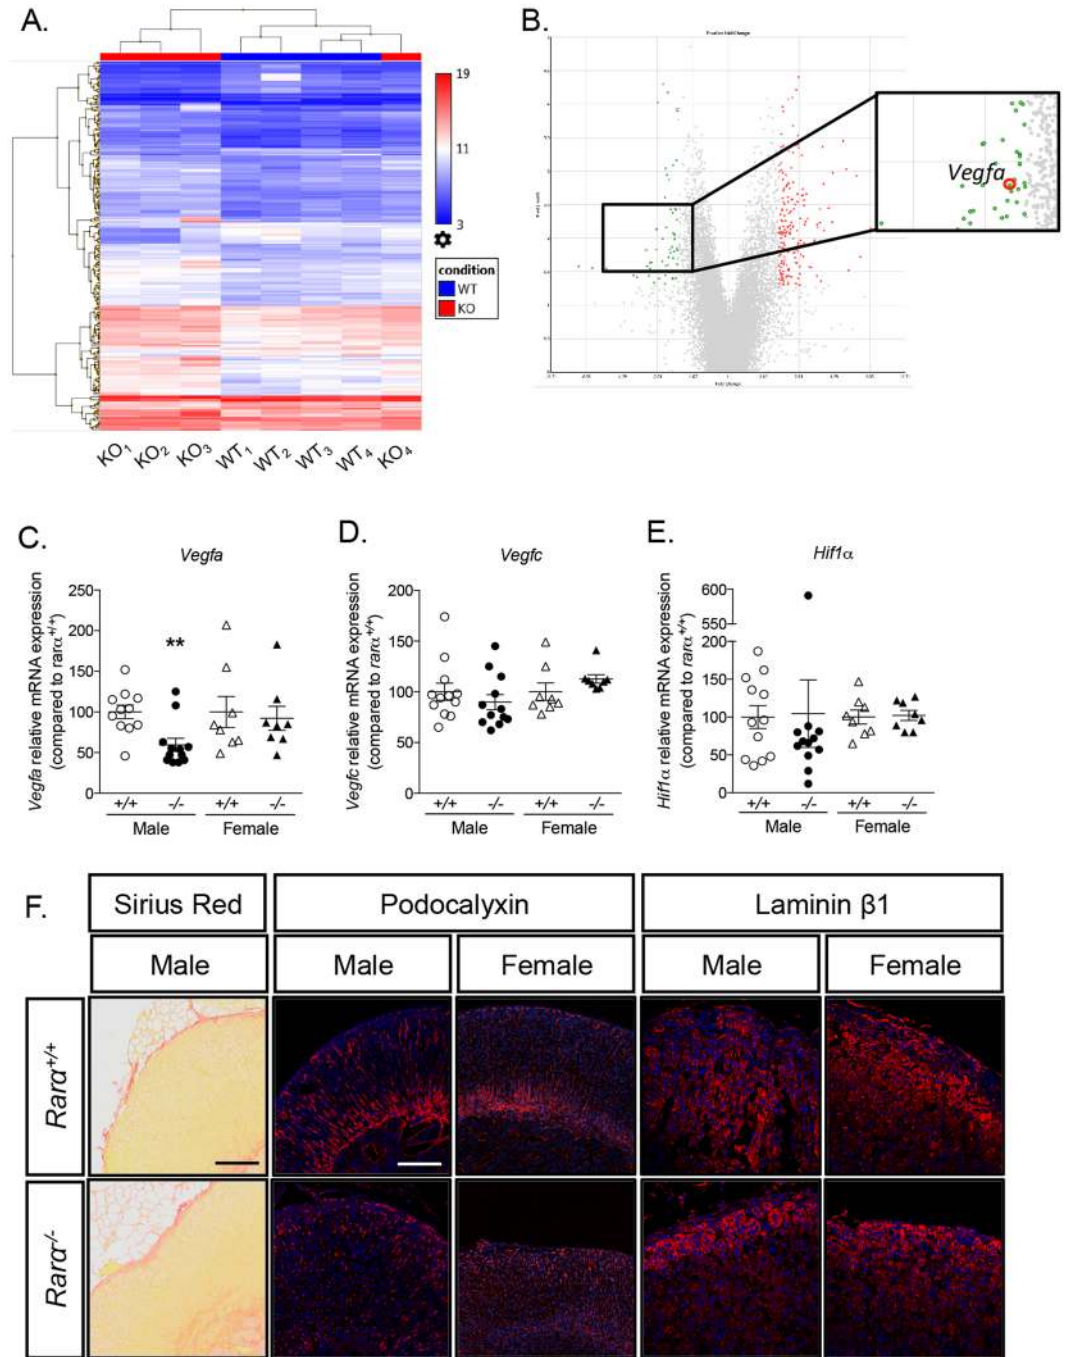 A.
B.
19
11
3
condition
WT
KO
KO1 KO2 KO3 WT1 WT2 WT3 WT4 KO4
Fold Change
Vegfa
C.
Vegfa
Vegfa relative mRNA expression
(compared to rarα+/+)
250
200
150
100
50
0
+/+ -/- +/+ -/-
Male Female
D.
Vegfc
Vegfc relative mRNA expression
(compared to rarα+/+)
200
150
100
50
0
+/+ -/- +/+ -/-
Male Female
E.
Hif1α
Hif1α relative mRNA expression
(compared to rarα+/+)
600
550
200
150
100
50
0
+/+ -/- +/+ -/-
Male Female
**
F.
Sirius Red Podocalyxin Laminin β1
Male Male Female Male Female
Rarα+/+
Rarα-/-